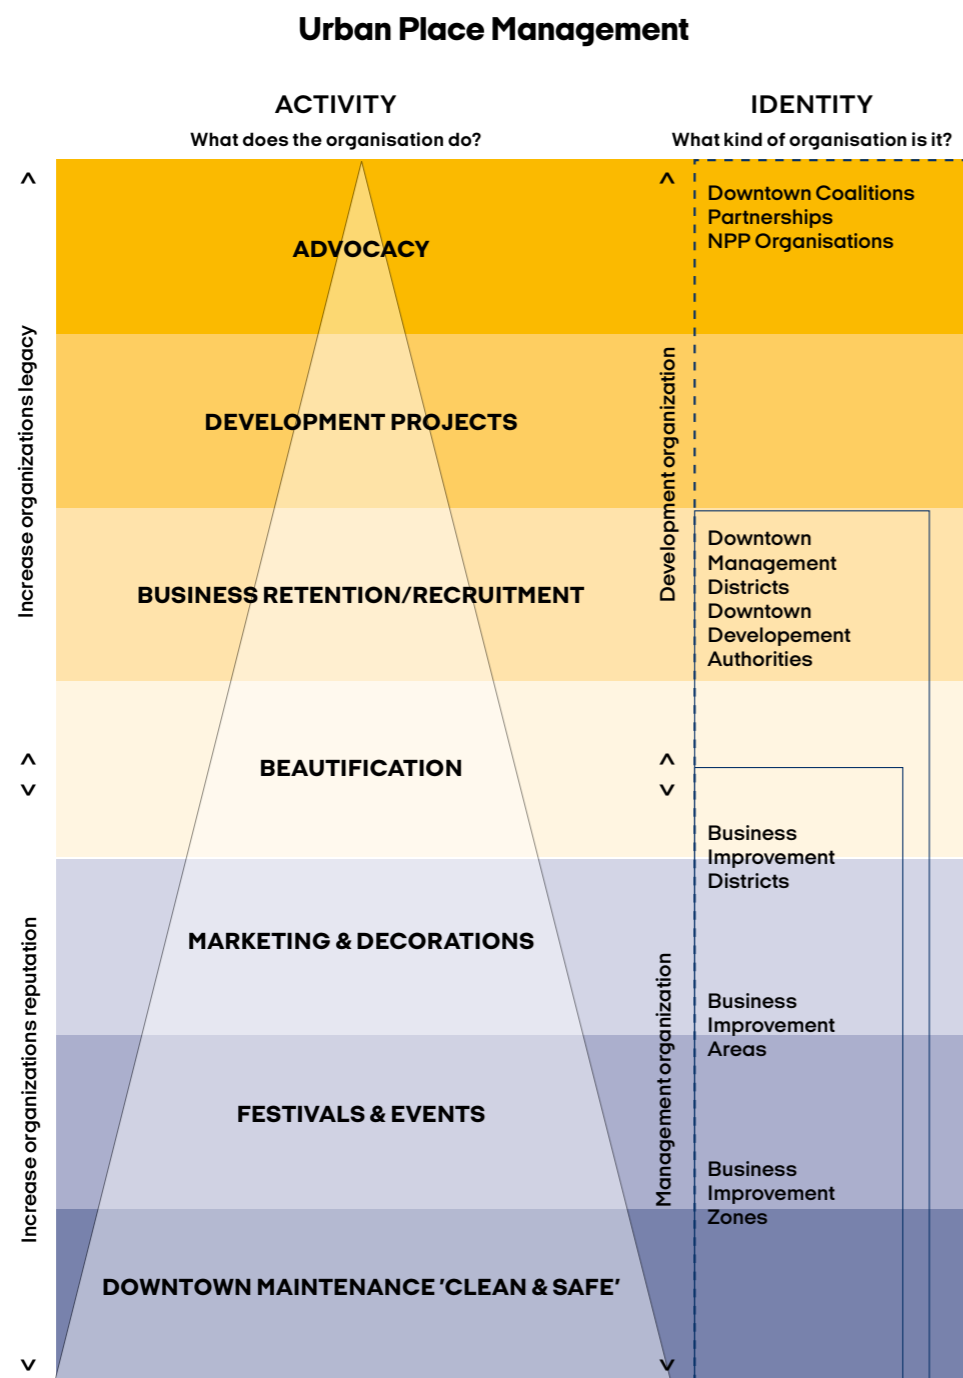 Urban Place Management
ACTIVITY
What does the organisation do?
IDENTITY
What kind of organisation is it?
Increase organizations legacy
Increase organizations reputation
ADVOCACY
DEVELOPMENT PROJECTS
BUSINESS RETENTION/RECRUITMENT
BEAUTIFICATION
MARKETING & DECORATIONS
FESTIVALS & EVENTS
DOWNTOWN MAINTENANCE 'CLEAN & SAFE'
Development organization
Management organization
Downtown Coalitions
Partnerships
NPP Organisations
Downtown
Management
Districts
Downtown
Developement
Authorities
Business
Improvement
Districts
Business
Improvement
Areas
Business
Improvement
Zones